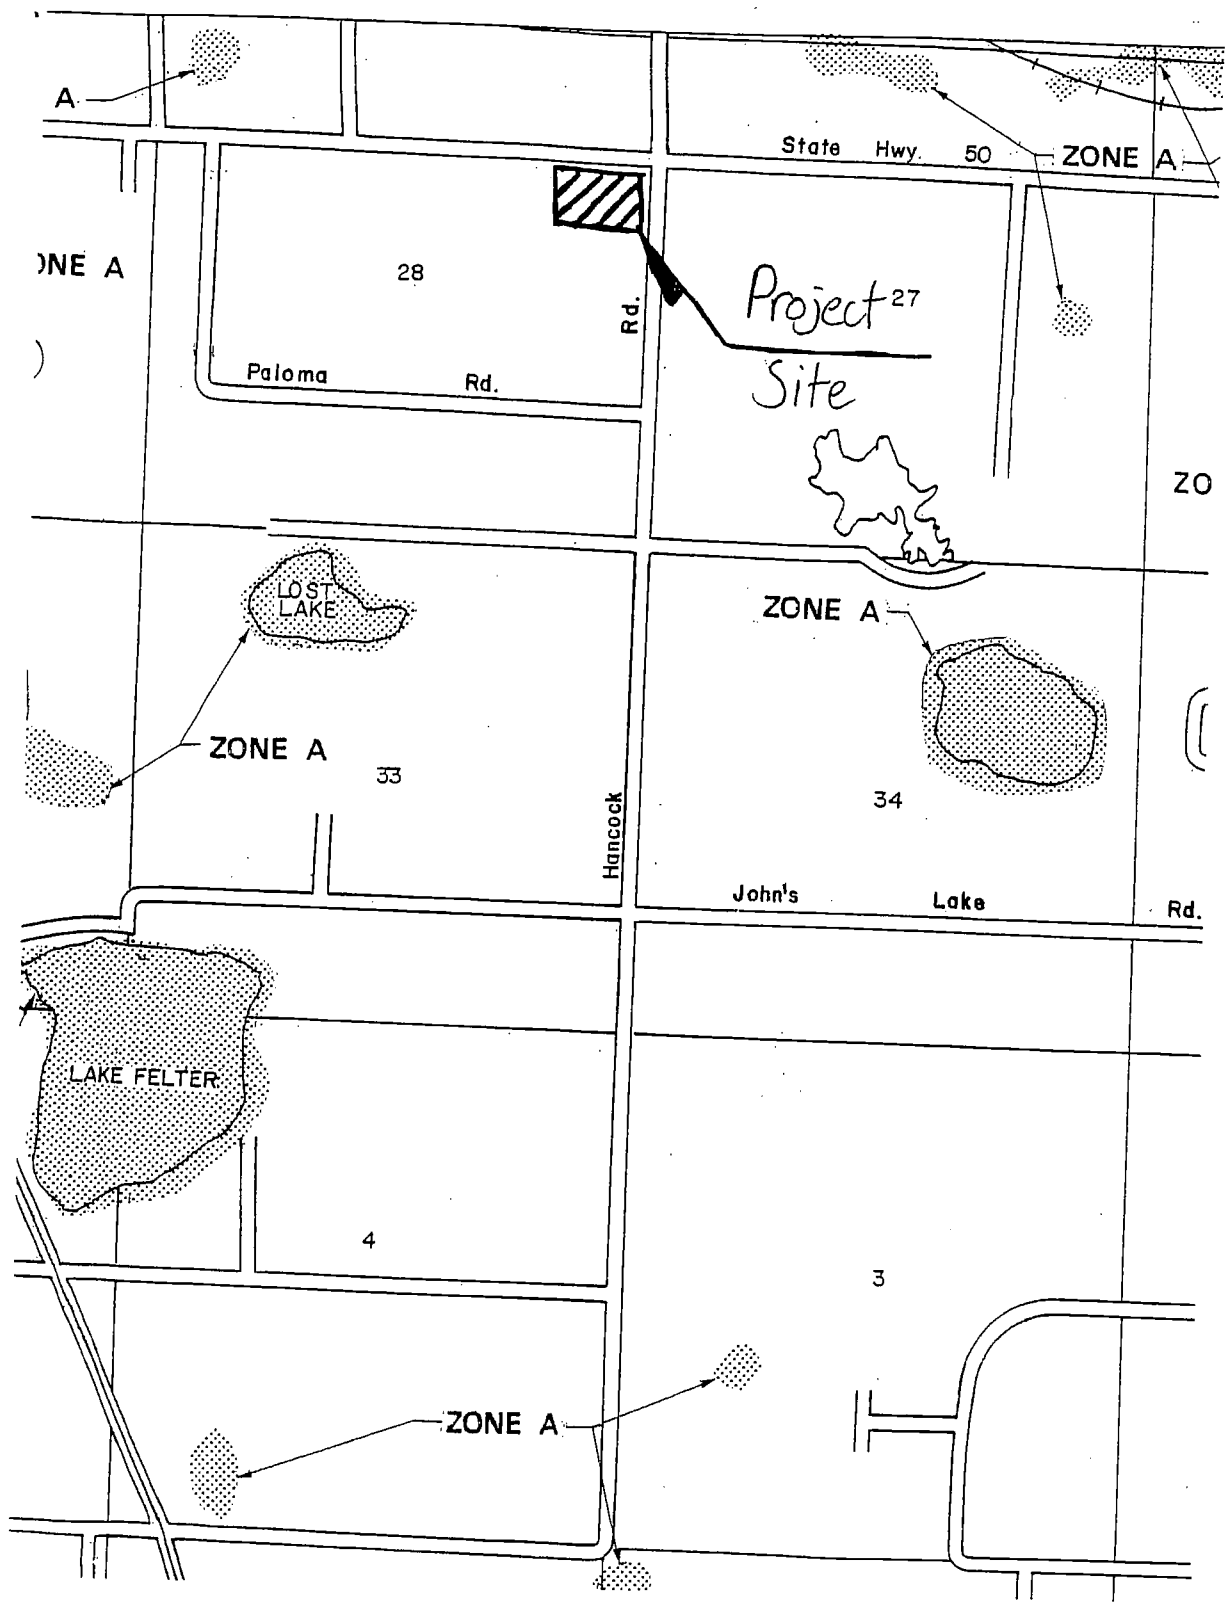 A
State Hwy. 50
ZONE A
ZONE A
28
Project 27
Site
Rd.
Paloma Rd.
ZO
LOST
LAKE
ZONE A
ZONE A
33
34
Hancock
John's Lake Rd.
LAKE FELTER
4
3
ZONE A